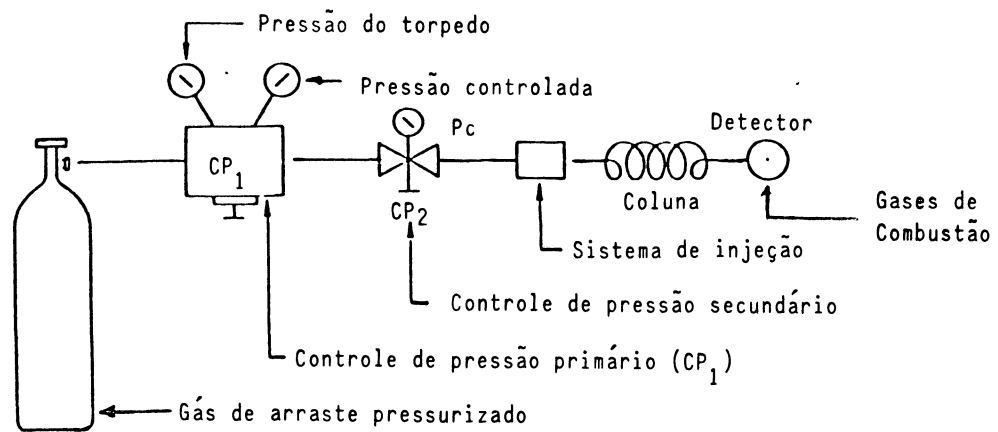 Pressão do torpedo
Pressão controlada
Pc
Detector
CP1
CP2
Coluna
Gases de
Combustão
Sistema de injeção
Controle de pressão secundário
Controle de pressão primário (CP1)
Gás de arraste pressurizado